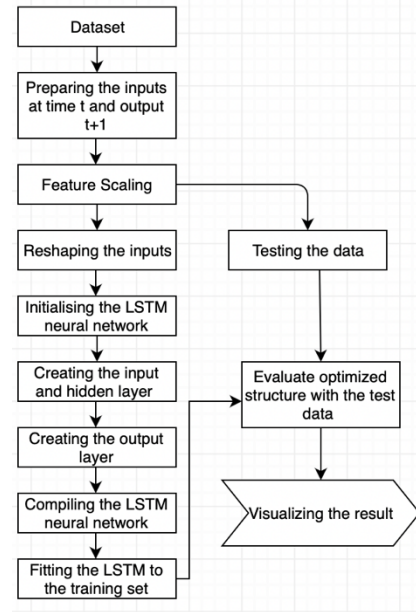 Dataset
Preparing the inputs
at time t and output
t+1
Feature Scaling
Reshaping the inputs
Testing the data
Initialising the LSTM
neural network
Creating the input
and hidden layer
Evaluate optimized
structure with the test
data
Creating the output
layer
Compiling the LSTM
neural network
Visualizing the result
Fitting the LSTM to
the training set